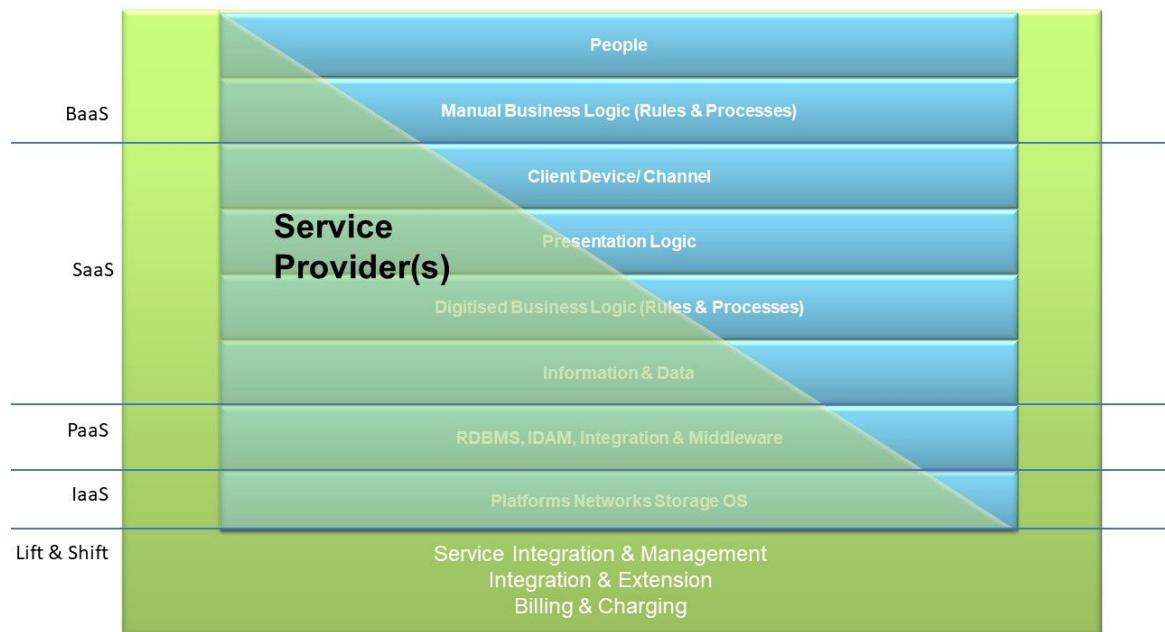 People
BaaS
Manual Business Logic (Rules & Processes)
Client Device/ Channel
Service
Provider(s)
Presentation Logic
SaaS
Digitised Business Logic (Rules & Processes)
Information & Data
PaaS
RDBMS, IDAM, Integration & Middleware
IaaS
Platforms Networks Storage OS
Lift & Shift
Service Integration & Management
Integration & Extension
Billing & Charging